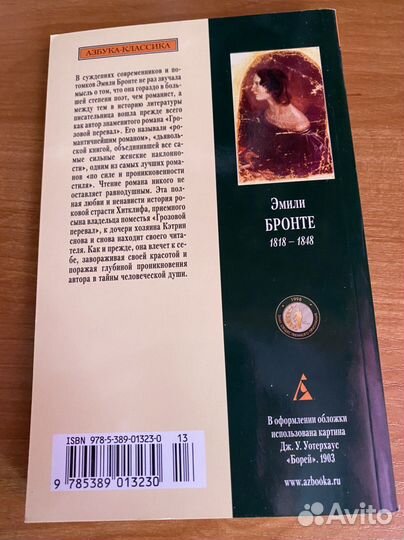 АЗБУКА-КЛАССИКА
В суждениях современников и по-
томков Эмили Бронте не раз звучала
мысль о том, что она гораздо в боль-
шей степени поэт, чем романист, а
между тем в историю литературы
писательница вошла прежде всего
как автор знаменитого романа «Гро-
зовой перевал». Его называли «ро-
мантичнейшим романом», «дьяволь-
ской книгой, объединившей все са-
мые сильные женские наклонно-
сти», одним из самых лучших романов
«по силе и проникновенности
стиля». Чтение романа никого не
оставляет равнодушным. Эта пол-
ная любви и ненависти история ро-
ковой страсти Хитклифа, приемного
сына владельца поместья «Грозовой
перевал», к дочери хозяина Кэтрин
снова и снова находит своего чита-
теля. Как и прежде, она влечет к се-
бе, завораживая своей красотой и
поражая глубиной проникновения
автора в тайны человеческой души.
Эмили
БРОНТЕ
1818 – 1848
1998
В оформлении обложки
использована картина
Дж. У. Уотерхаус
«Борей». 1903
www.azbooka.ru
ISBN 978-5-389-01323-0
13
9 785389 013230
Avito